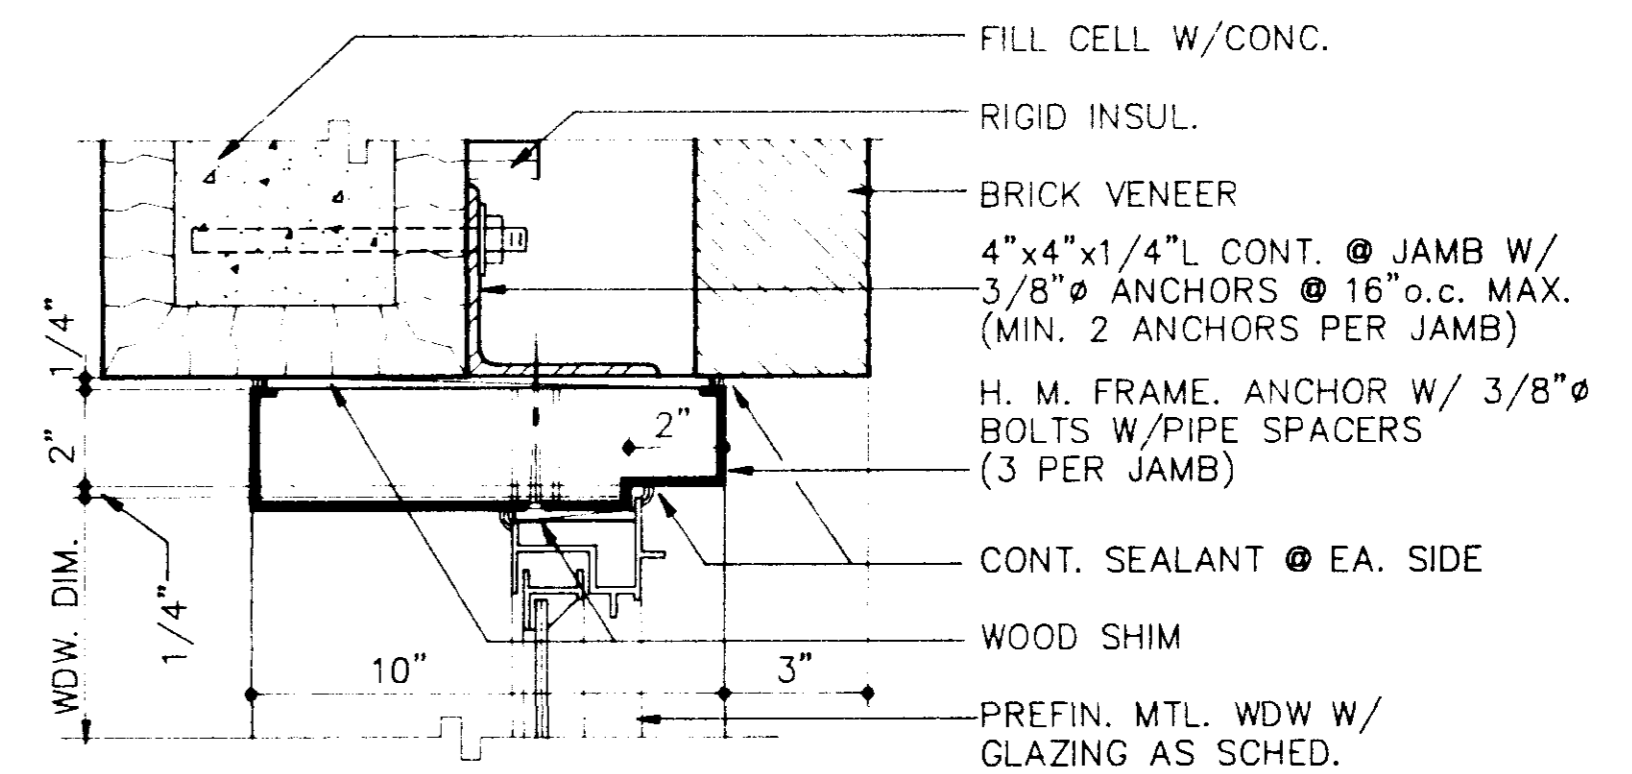 FILL CELL W/CONC.
RIGID INSUL.
BRICK VENEER
4"x4"x1/4"L CONT. @ JAMB W/
3/8"ø ANCHORS @ 16"o.c. MAX.
(MIN. 2 ANCHORS PER JAMB)
H. M. FRAME. ANCHOR W/ 3/8"ø
BOLTS W/PIPE SPACERS
(3 PER JAMB)
CONT. SEALANT @ EA. SIDE
WOOD SHIM
PREFIN. MTL. WDW W/
GLAZING AS SCHED.
1/4"
2"
1/4"
WDW. DIM.
2"
10"
3"